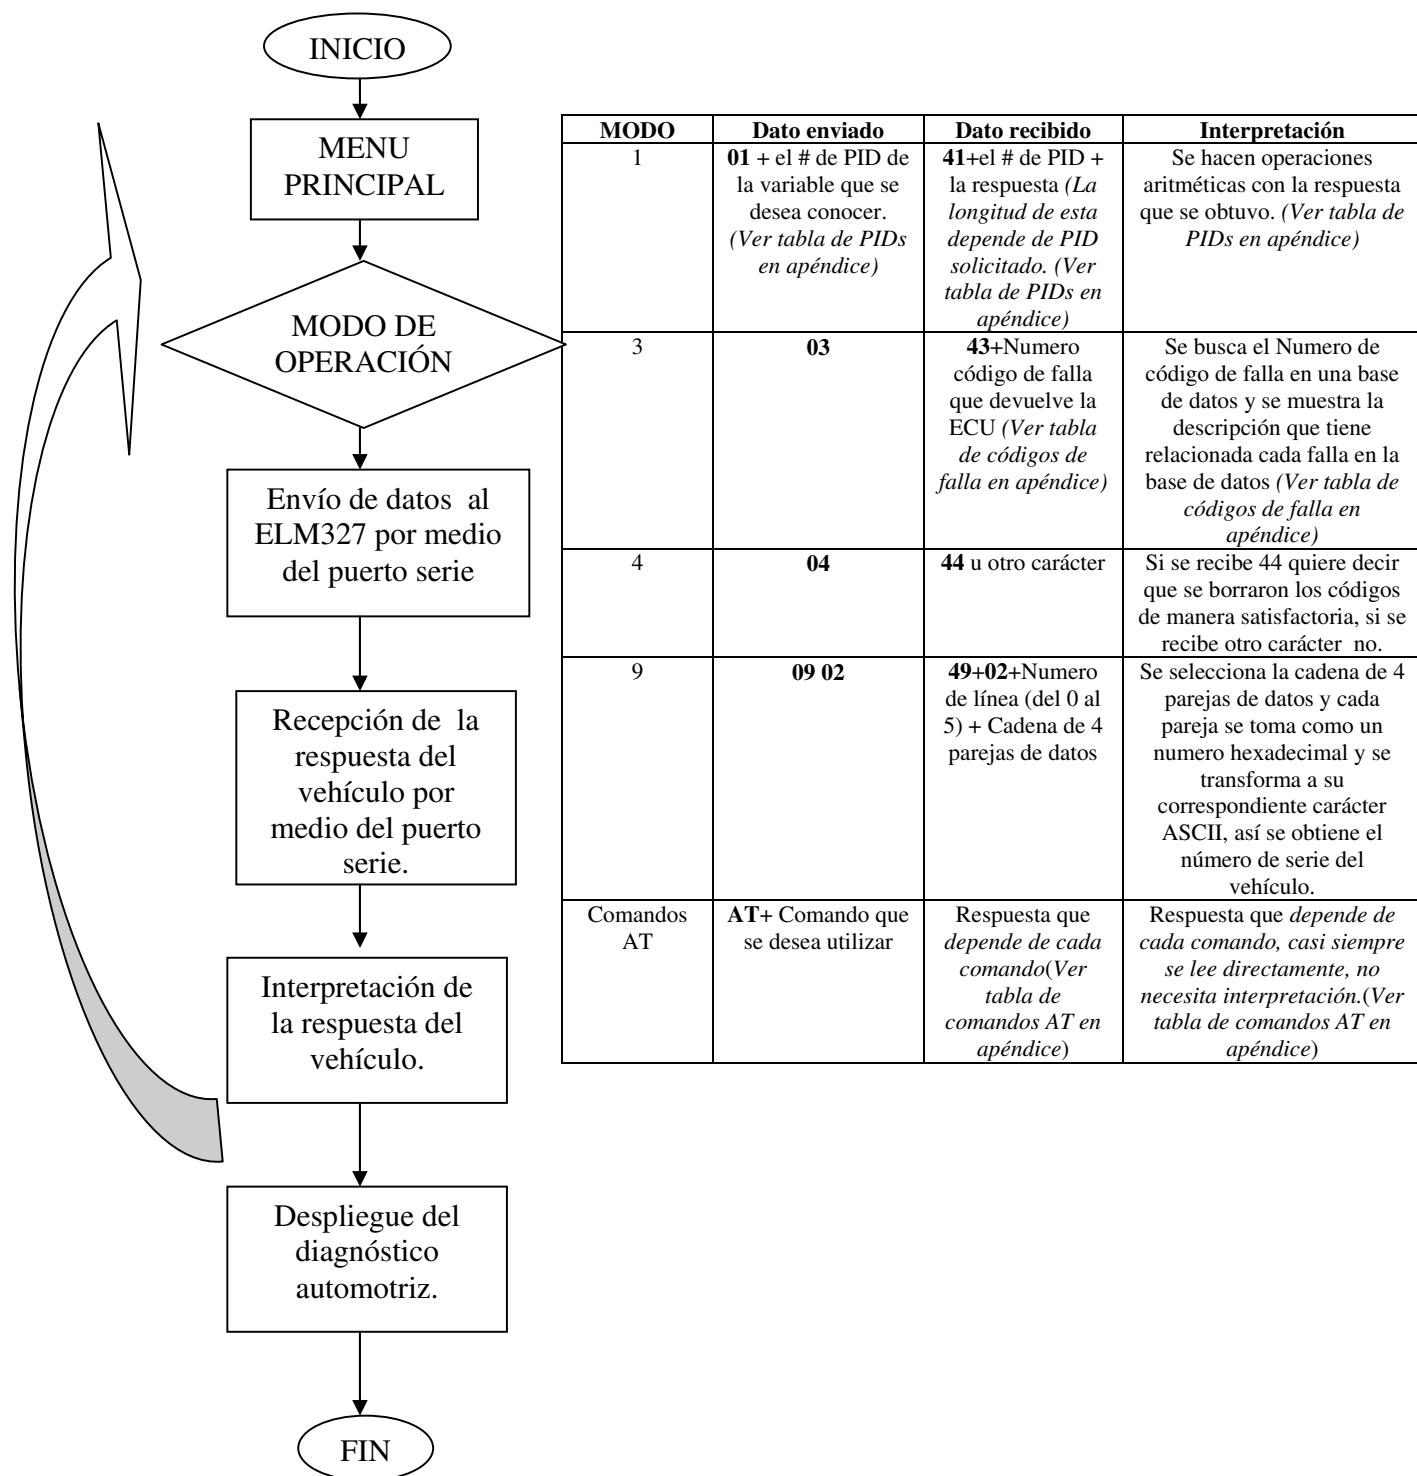 INICIO
MENU
PRINCIPAL
MODO DE
OPERACIÓN
Envío de datos  al
ELM327 por medio
del puerto serie
Recepción de  la
respuesta del
vehículo por
medio del puerto
serie.
Interpretación de
la respuesta del
vehículo.
Despliegue del
diagnóstico
automotriz.
FIN
MODO
Dato enviado
Dato recibido
Interpretación
1
01 + el # de PID de
la variable que se
desea conocer.
(Ver tabla de PIDs
en apéndice)
41+el # de PID +
la respuesta (La
longitud de esta
depende de PID
solicitado. (Ver
tabla de PIDs en
apéndice)
Se hacen operaciones
aritméticas con la respuesta
que se obtuvo. (Ver tabla de
PIDs en apéndice)
3
03
43+Numero
código de falla
que devuelve la
ECU (Ver tabla
de códigos de
falla en apéndice)
Se busca el Numero de
código de falla en una base
de datos y se muestra la
descripción que tiene
relacionada cada falla en la
base de datos (Ver tabla de
códigos de falla en
apéndice)
4
04
44 u otro carácter
Si se recibe 44 quiere decir
que se borraron los códigos
de manera satisfactoria, si se
recibe otro carácter  no.
9
09 02
49+02+Numero
de línea (del 0 al
5) + Cadena de 4
parejas de datos
Se selecciona la cadena de 4
parejas de datos y cada
pareja se toma como un
numero hexadecimal y se
transforma a su
correspondiente carácter
ASCII, así se obtiene el
número de serie del
vehículo.
Comandos
AT
AT+ Comando que
se desea utilizar
Respuesta que
depende de cada
comando(Ver
tabla de
comandos AT en
apéndice)
Respuesta que depende de
cada comando, casi siempre
se lee directamente, no
necesita interpretación.(Ver
tabla de comandos AT en
apéndice)